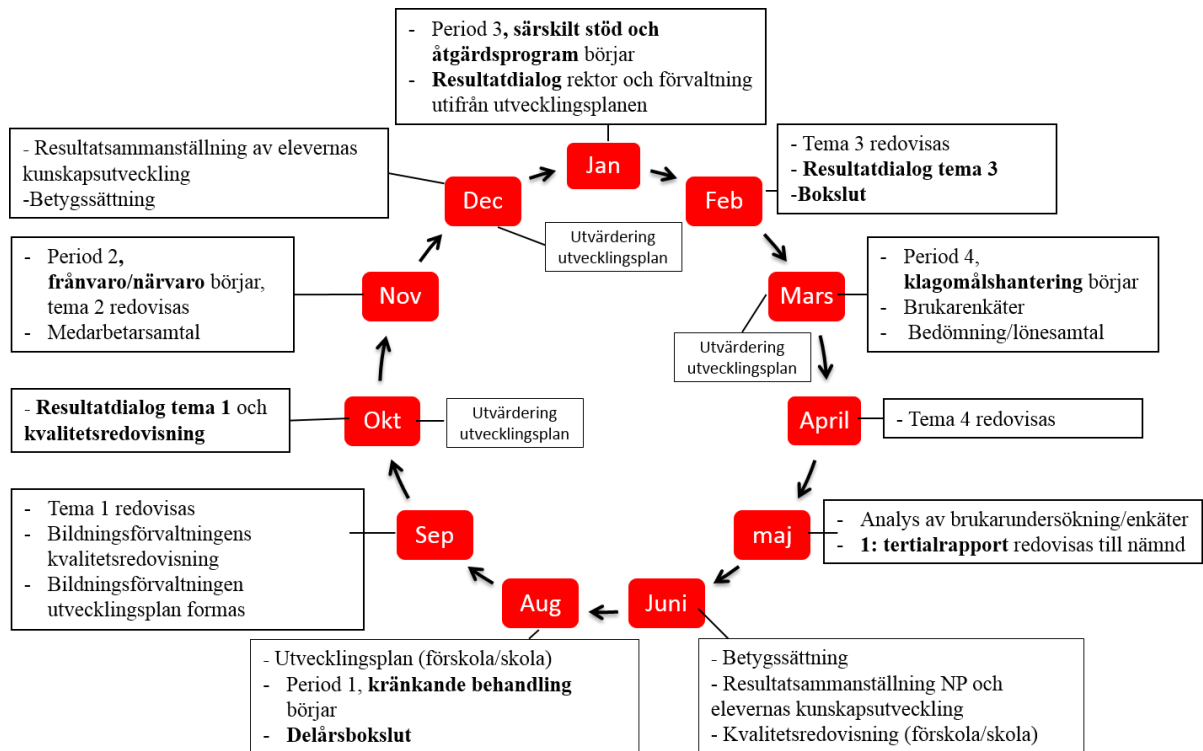 - Period 3, särskilt stöd och
åtgärdsprogram börjar
- Resultatdialog rektor och förvaltning
utifrån utvecklingsplanen
Jan
- Tema 3 redovisas
- Resultatdialog tema 3
-Bokslut
Feb
- Period 4,
klagomålshantering börjar
- Brukarenkäter
- Bedömning/lönesamtal
Mars
Utvärdering
utvecklingsplan
- Tema 4 redovisas
April
- Analys av brukarundersökning/enkäter
- 1: tertialrapport redovisas till nämnd
maj
- Betygssättning
- Resultatsammanställning NP och
elevernas kunskapsutveckling
- Kvalitetsredovisning (förskola/skola)
Juni
- Utvecklingsplan (förskola/skola)
- Period 1, kränkande behandling
börjar
- Delårsbokslut
Aug
- Tema 1 redovisas
- Bildningsförvaltningens
kvalitetsredovisning
- Bildningsförvaltningen
utvecklingsplan formas
Sep
- Resultatdialog tema 1 och
kvalitetsredovisning
Okt
Utvärdering
utvecklingsplan
- Period 2,
frånvaro/närvaro börjar,
tema 2 redovisas
- Medarbetarsamtal
Nov
- Resultatsammanställning av elevernas
kunskapsutveckling
-Betygssättning
Dec
Utvärdering
utvecklingsplan